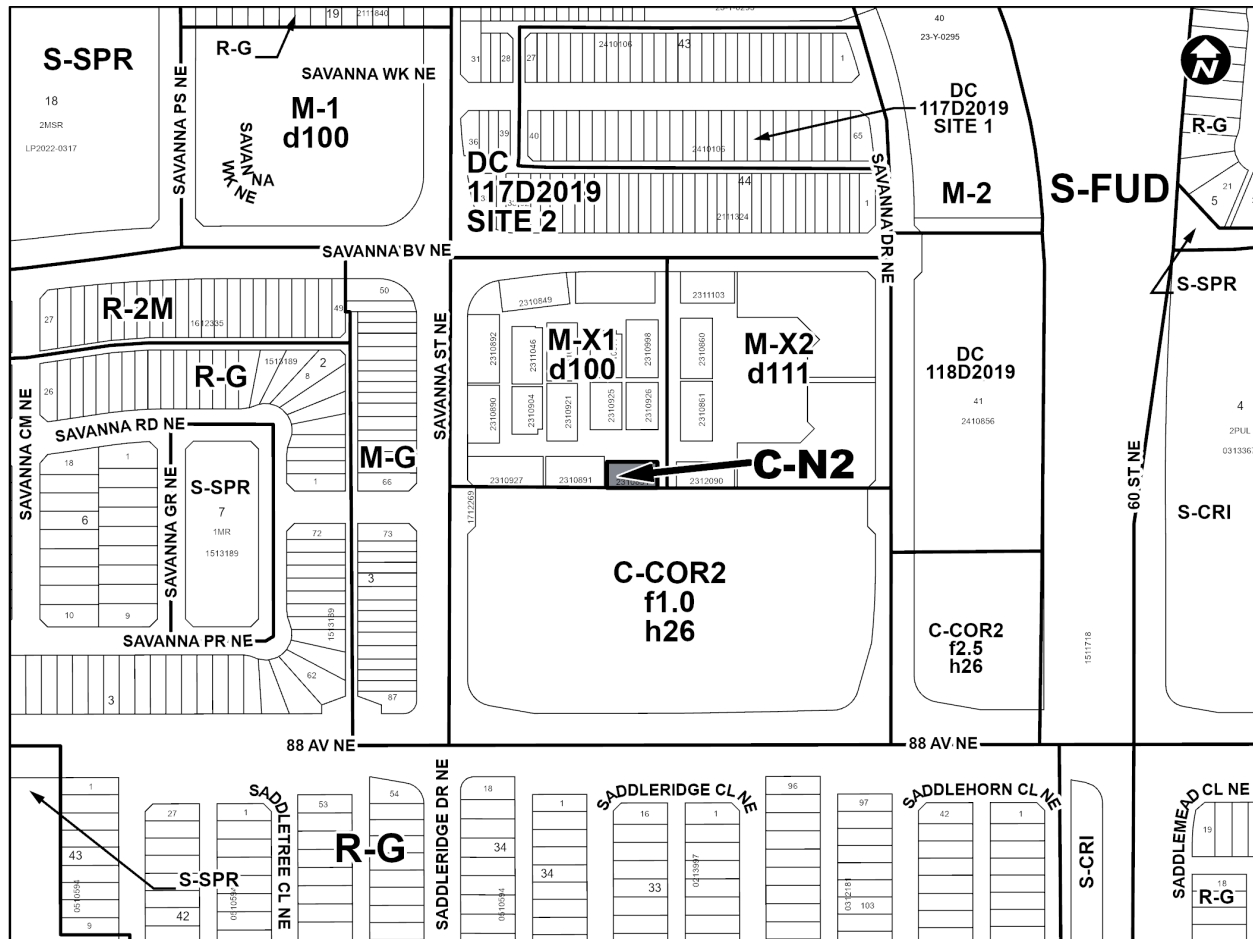 R-G
19
2111840
S-SPR
18
2MSR
LP2022-0317
SAVANNA PS NE
SAVANNA WK NE
M-1
d100
SAVANNA
WK NE
31
28
27
2410106
43
1
40
23-Y-0295
DC
117D2019
SITE 1
N
R-G
36
39
40
2410106
65
DC
117D2019
SITE 2
44
2111324
1
SAVANNA DR NE
M-2
S-FUD
21
5
S-SPR
SAVANNA BV NE
R-2M
27
1612335
49
50
SAVANNA ST NE
2310849
2311103
2310892
2311046
2310998
2310860
M-X1
d100
M-X2
d111
2310890
2310904
2310921
2310925
2310926
2310861
DC
118D2019
41
2410856
4
2PUL
R-G
26
1513189
2
8
SAVANNA CM NE
SAVANNA RD NE
SAVANNA GR NE
18
1
S-SPR
7
1MR
1513189
6
10
9
SAVANNA PR NE
1
M-G
66
2310927
2310891
C-N2
2312090
60 ST NE
S-CRI
1712269
72
73
3
1513189
62
87
3
C-COR2
f1.0
h26
C-COR2
f2.5
h26
1511718
88 AV NE
88 AV NE
1
43
0510594
9
S-SPR
27
42
1
SADDLETREE CL NE
53
54
R-G
SADDLERIDGE DR NE
18
34
0510594
1
34
SADDLERIDGE CL NE
16
33
1
0213997
96
97
0312181
103
SADDLEHORN CL NE
42
1
S-CRI
SADDLEMEAD CL NE
19
18
R-G